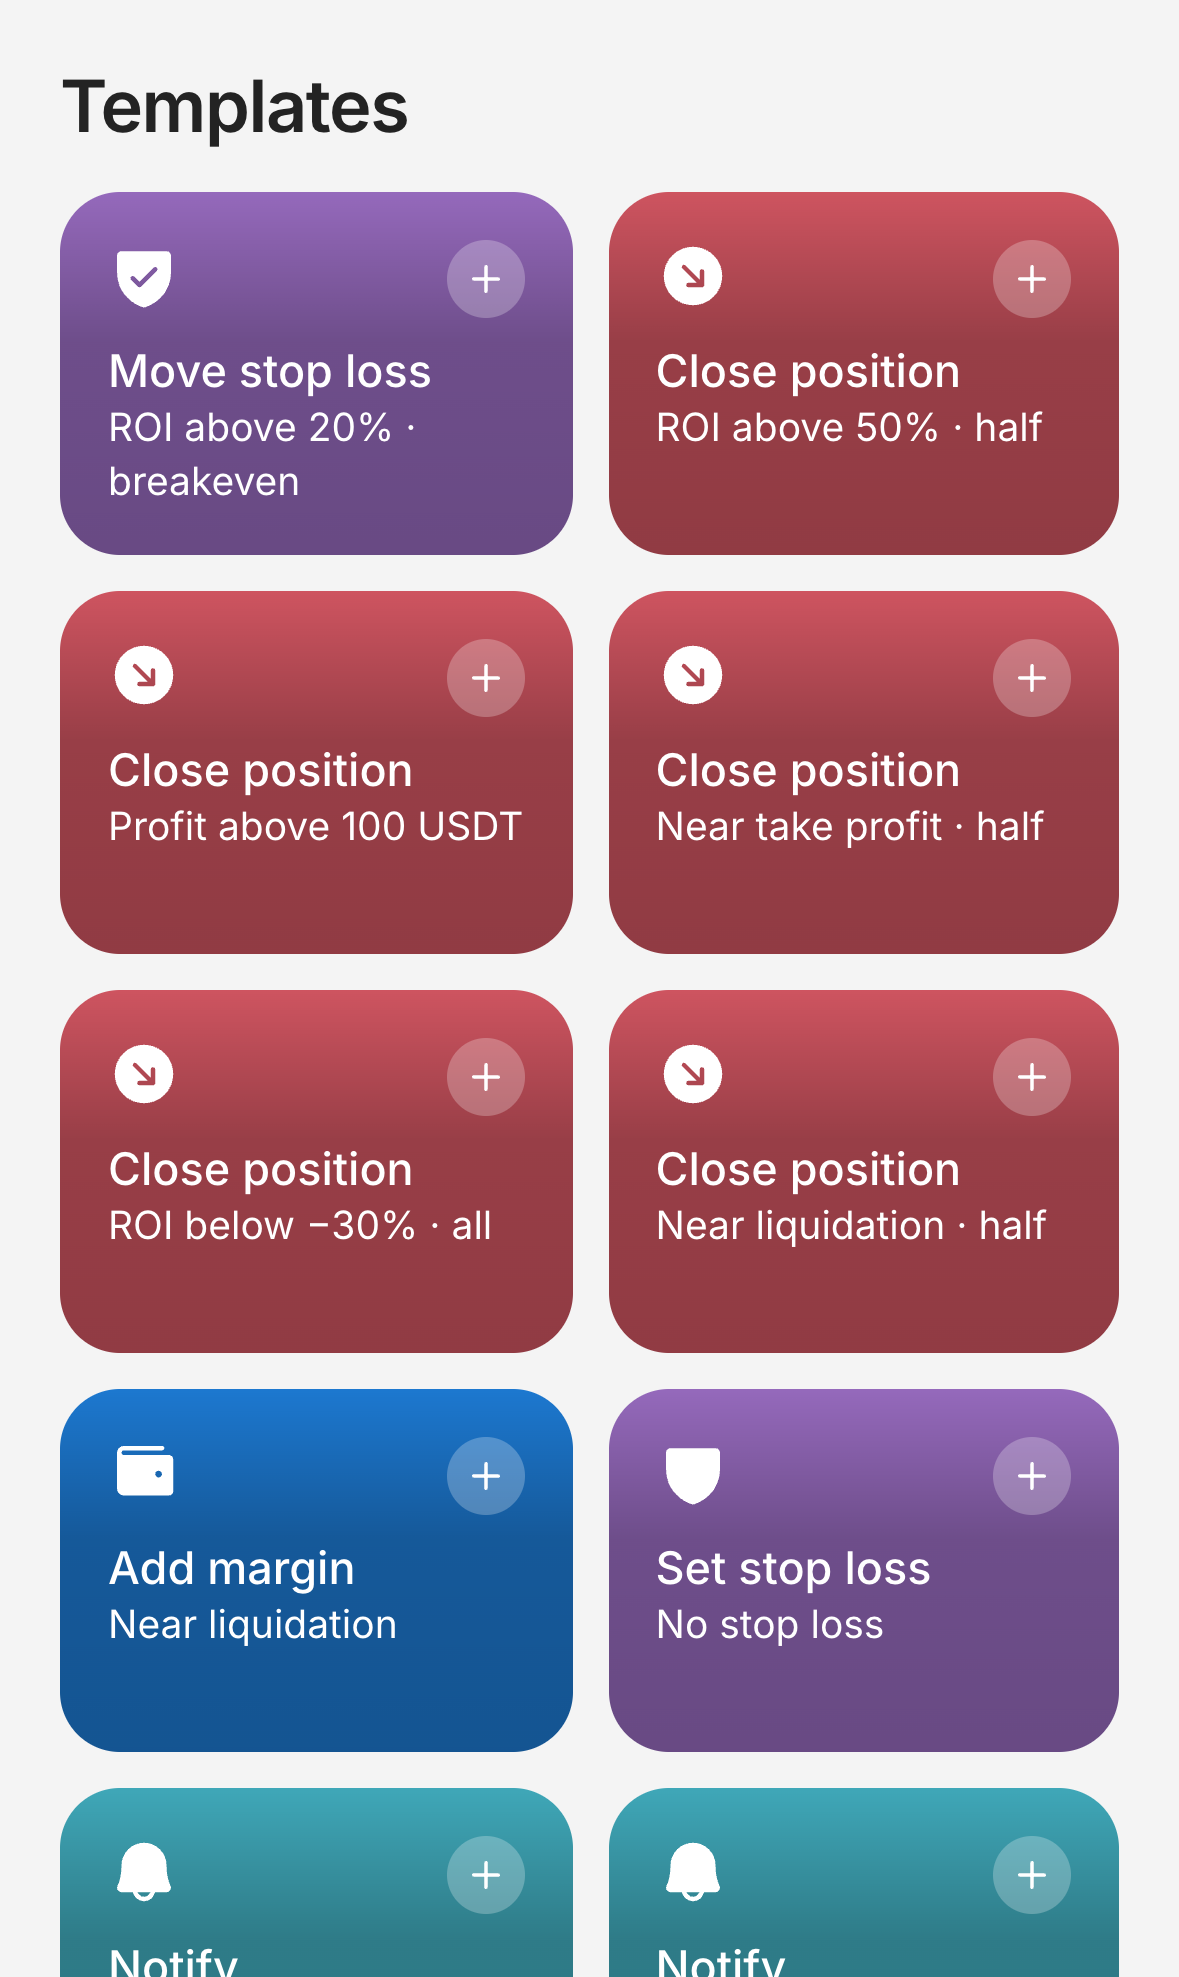 Templates
Move stop loss
ROI above 20% ·
breakeven
Close position
ROI above 50% · half
Close position
Profit above 100 USDT
Close position
Near take profit · half
Close position
ROI below −30% · all
Close position
Near liquidation · half
Add margin
Near liquidation
Set stop loss
No stop loss
Notify
Notify